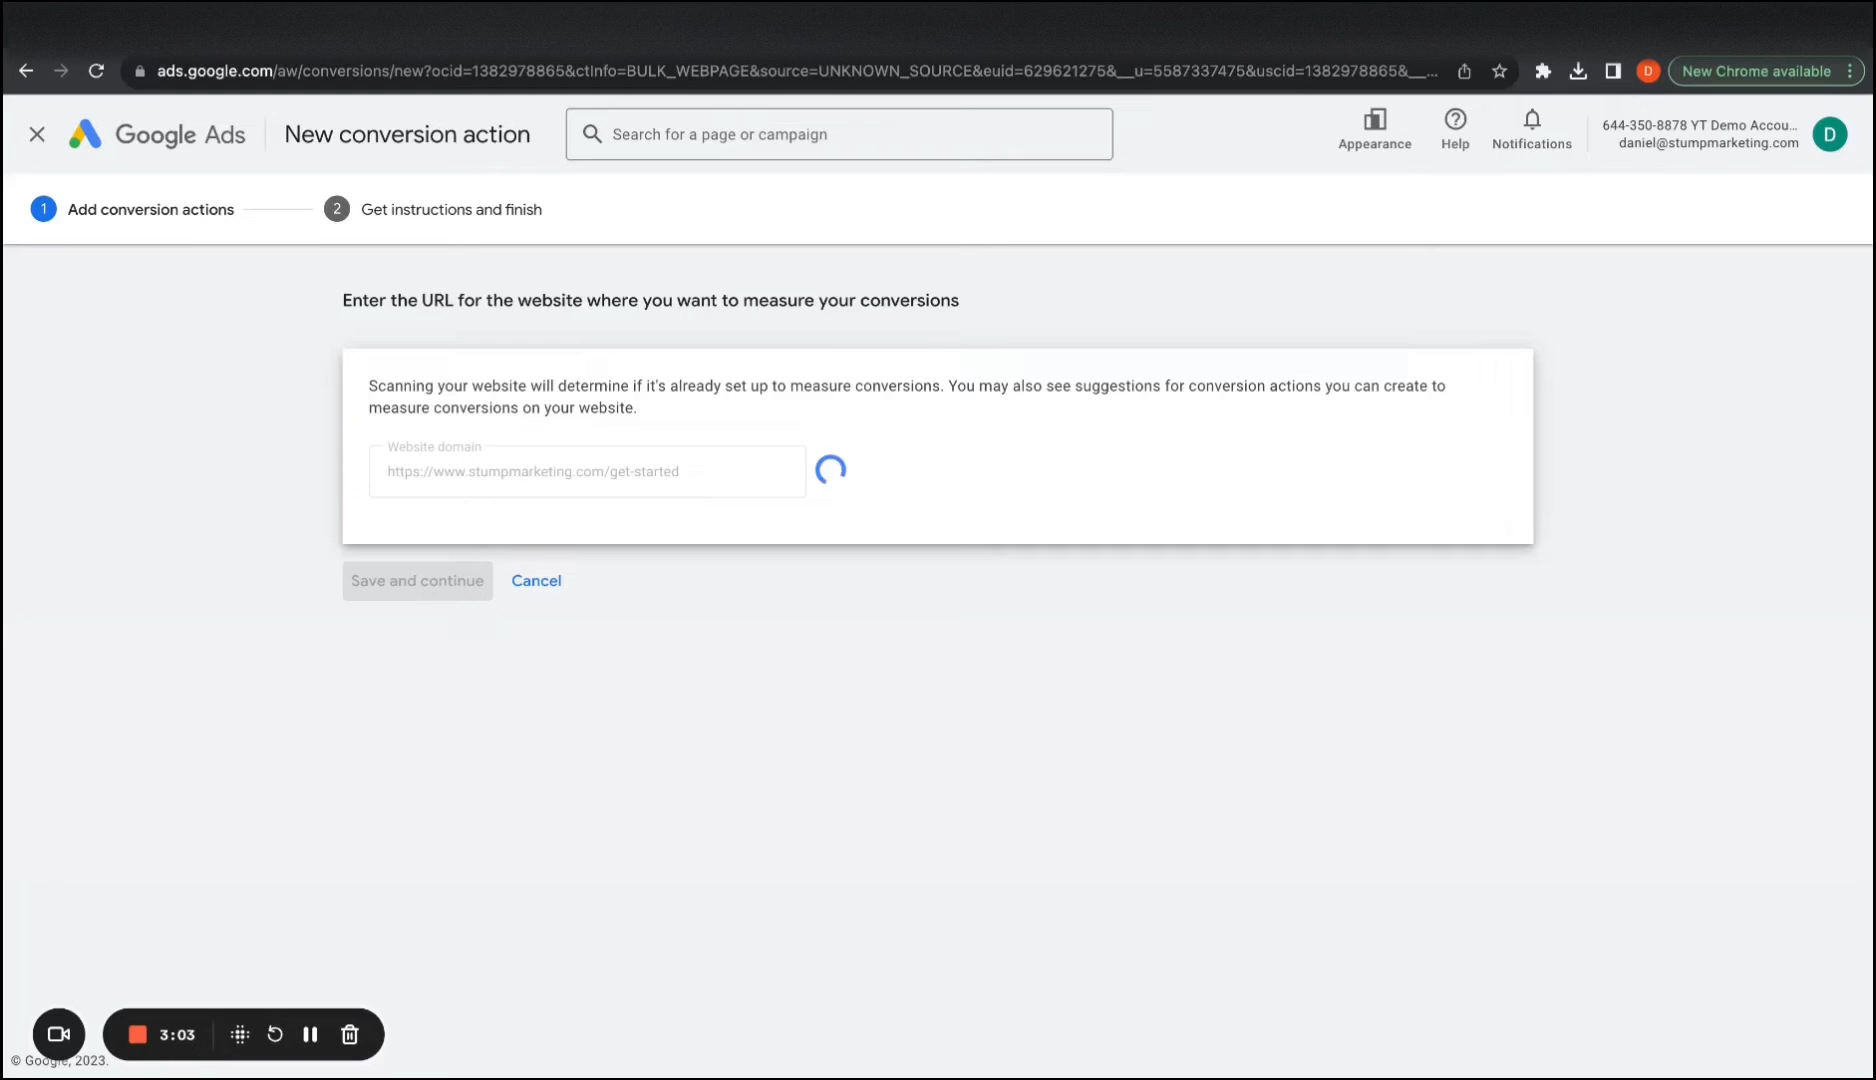 ads.google.com/aw/conversions/new?ocid=1382978865&ctInfo=BULK_WEBPAGE&source=UNKNOWN_SOURCE&euid=629621275&__u=5587337475&uscid=1382978865&__...
D
New Chrome available
Google Ads
New conversion action
Search for a page or campaign
Appearance
Help
Notifications
644-350-8878 YT Demo Accou...
daniel@stumpmarketing.com
D
1 Add conversion actions
2 Get instructions and finish
Enter the URL for the website where you want to measure your conversions
Scanning your website will determine if it's already set up to measure conversions. You may also see suggestions for conversion actions you can create to
measure conversions on your website.
Website domain
https://www.stumpmarketing.com/get-started
Save and continue
Cancel
3:03
© Google, 2023.